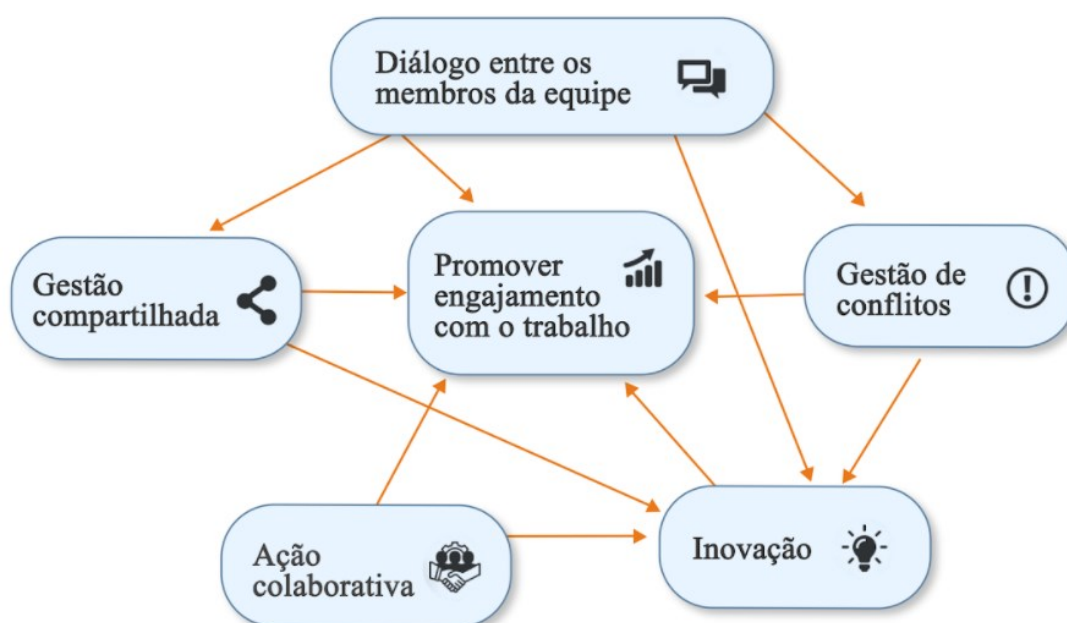 Diálogo entre os
membros da equipe
Gestão
compartilhada
Promover
engajamento
com o trabalho
Gestão de
conflitos
Ação
colaborativa
Inovação